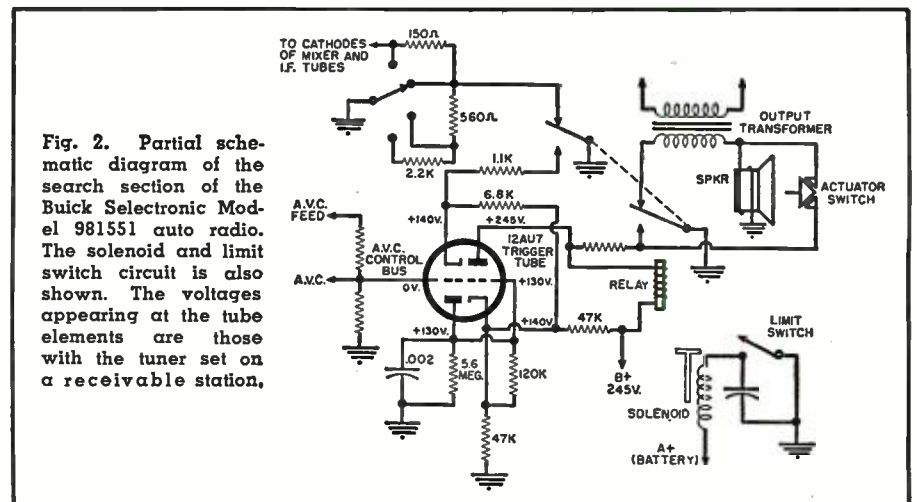 Fig. 2. Partial sche-
matic diagram of the
search section of the
Buick Selectronic Mod-
el 981551 auto radio.
The solenoid and limit
switch circuit is also
shown. The voltages
appearing at the tube
elements are those
with the tuner set on
a receivable station.
TO CATHODES
OF MIXER AND
I.F. TUBES
150Ω
560Ω
2.2K
1.1K
6.8K
OUTPUT
TRANSFORMER
SPKR
ACTUATOR
SWITCH
A.V.C.
FEED
A.V.C.
A.V.C.
CONTROL
BUS
0V.
+140V.
+245V.
12AU7
TRIGGER
TUBE
+130V.
RELAY
+130V.
+140V.
47K
.002
5.6
MEG.
120K
47K
B+
245V.
LIMIT
SWITCH
SOLENOID
A+
(BATTERY)